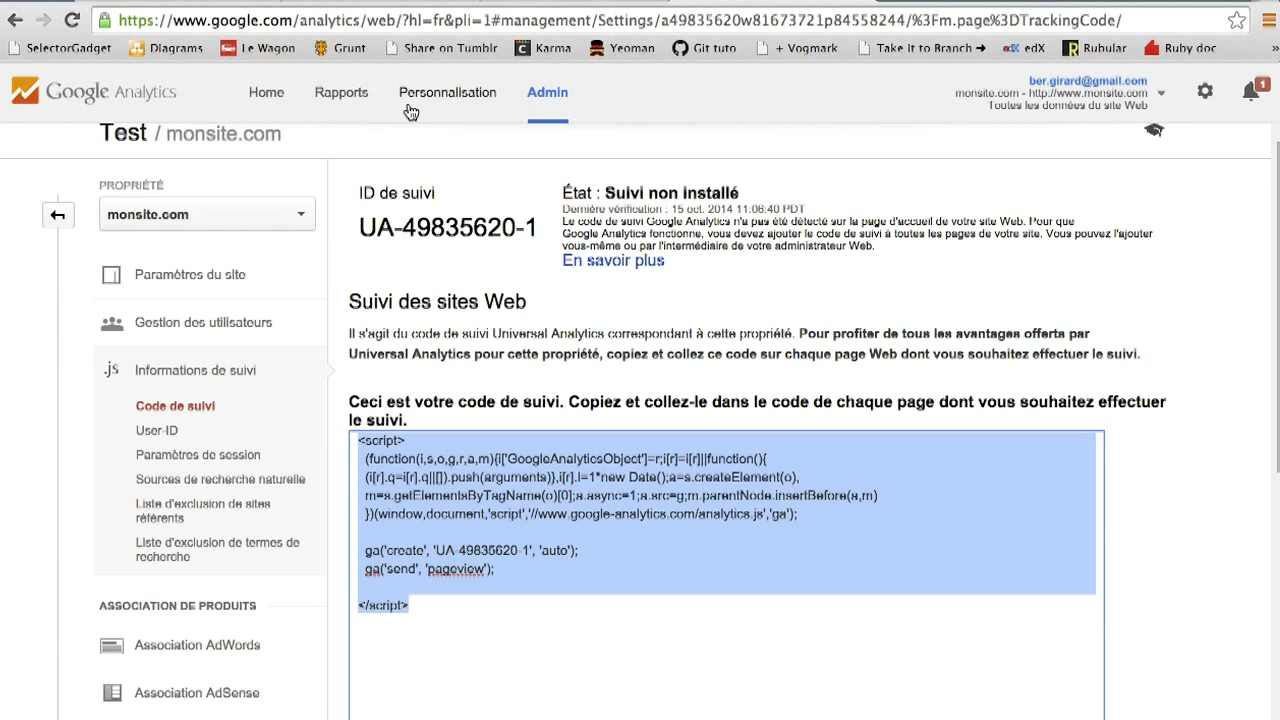 https://www.google.com/analytics/web/?hl=fr&pli=1#management/Settings/a49835620w81673721p84558244/%3Fm.page%3DTrackingCode/
SelectorGadget Diagrams Le Wagon Grunt Share on Tumblr Karma Yeoman Git tuto + Vogmark Take it to Branch → edX edX Rubular Ruby doc »
Google Analytics Home Rapports Personnalisation Admin
ber.girard@gmail.com
monsite.com - http://www.monsite.com
Toutes les données du site Web
1
Test / monsite.com
PROPRIÉTÉ
monsite.com
Paramètres du site
Gestion des utilisateurs
.js Informations de suivi
Code de suivi
User-ID
Paramètres de session
Sources de recherche naturelle
Liste d'exclusion de sites
référents
Liste d'exclusion de termes de
recherche
ASSOCIATION DE PRODUITS
Association AdWords
Association AdSense
ID de suivi
UA-49835620-1
État : Suivi non installé
Dernière vérification : 15 oct. 2014 11:06:40 PDT
Le code de suivi Google Analytics n'a pas été détecté sur la page d'accueil de votre site Web. Pour que
Google Analytics fonctionne, vous devez ajouter le code de suivi à toutes les pages de votre site. Vous pouvez l'ajouter
vous-même ou par l'intermédiaire de votre administrateur Web.
En savoir plus
Suivi des sites Web
Il s'agit du code de suivi Universal Analytics correspondant à cette propriété. Pour profiter de tous les avantages offerts par
Universal Analytics pour cette propriété, copiez et collez ce code sur chaque page Web dont vous souhaitez effectuer le suivi.
Ceci est votre code de suivi. Copiez et collez-le dans le code de chaque page dont vous souhaitez effectuer
le suivi.
<script>
(function(i,s,o,g,r,a,m){i['GoogleAnalyticsObject']=r;i[r]=i[r]||function(){
(i[r].q=i[r].q||[]).push(arguments)},i[r].l=1*new Date();a=s.createElement(o),
m=s.getElementsByTagName(o)[0];a.async=1;a.src=g;m.parentNode.insertBefore(a,m)
})(window,document,'script','//www.google-analytics.com/analytics.js','ga');
ga('create', 'UA-49835620-1', 'auto');
ga('send', 'pageview');
</script>